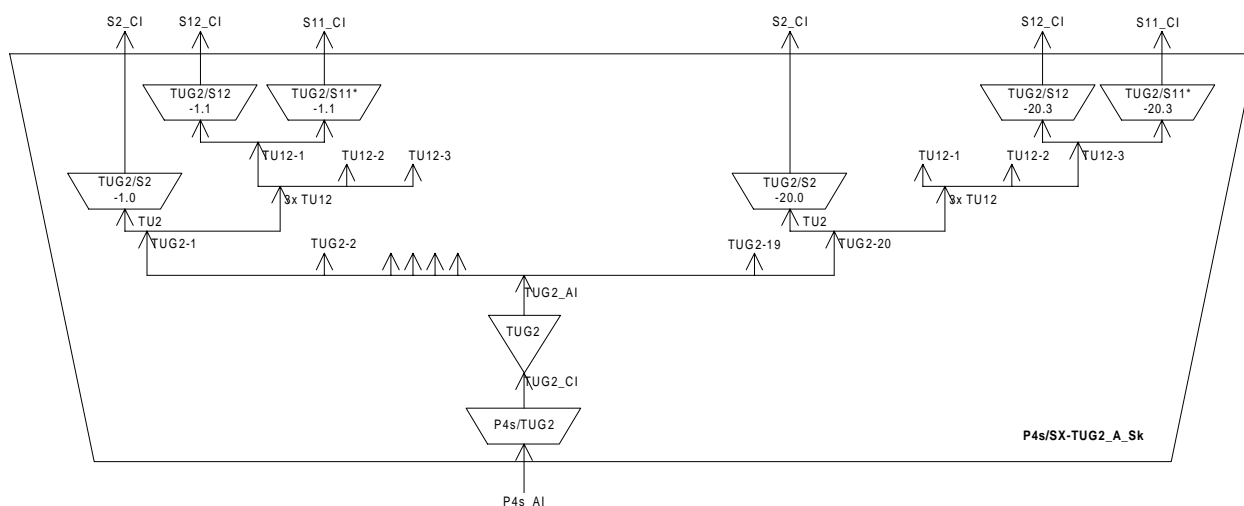 S2_CI S12_CI S11_CI S2_CI S12_CI S11_CI
TUG2/S12 TUG2/S11* TUG2/S12 TUG2/S11*
-1.1 -1.1 -20.3 -20.3
TU12-1 TU12-2 TU12-3 TU12-1 TU12-2 TU12-3
TUG2/S2 TUG2/S2
-1.0 -20.0
3x TU12 3x TU12
TU2 TU2
TUG2-1 TUG2-2 TUG2-19 TUG2-20
TUG2_AI
TUG2
TUG2_CI
P4s/TUG2
P4s/SX-TUG2_A_Sk
P4s_AI